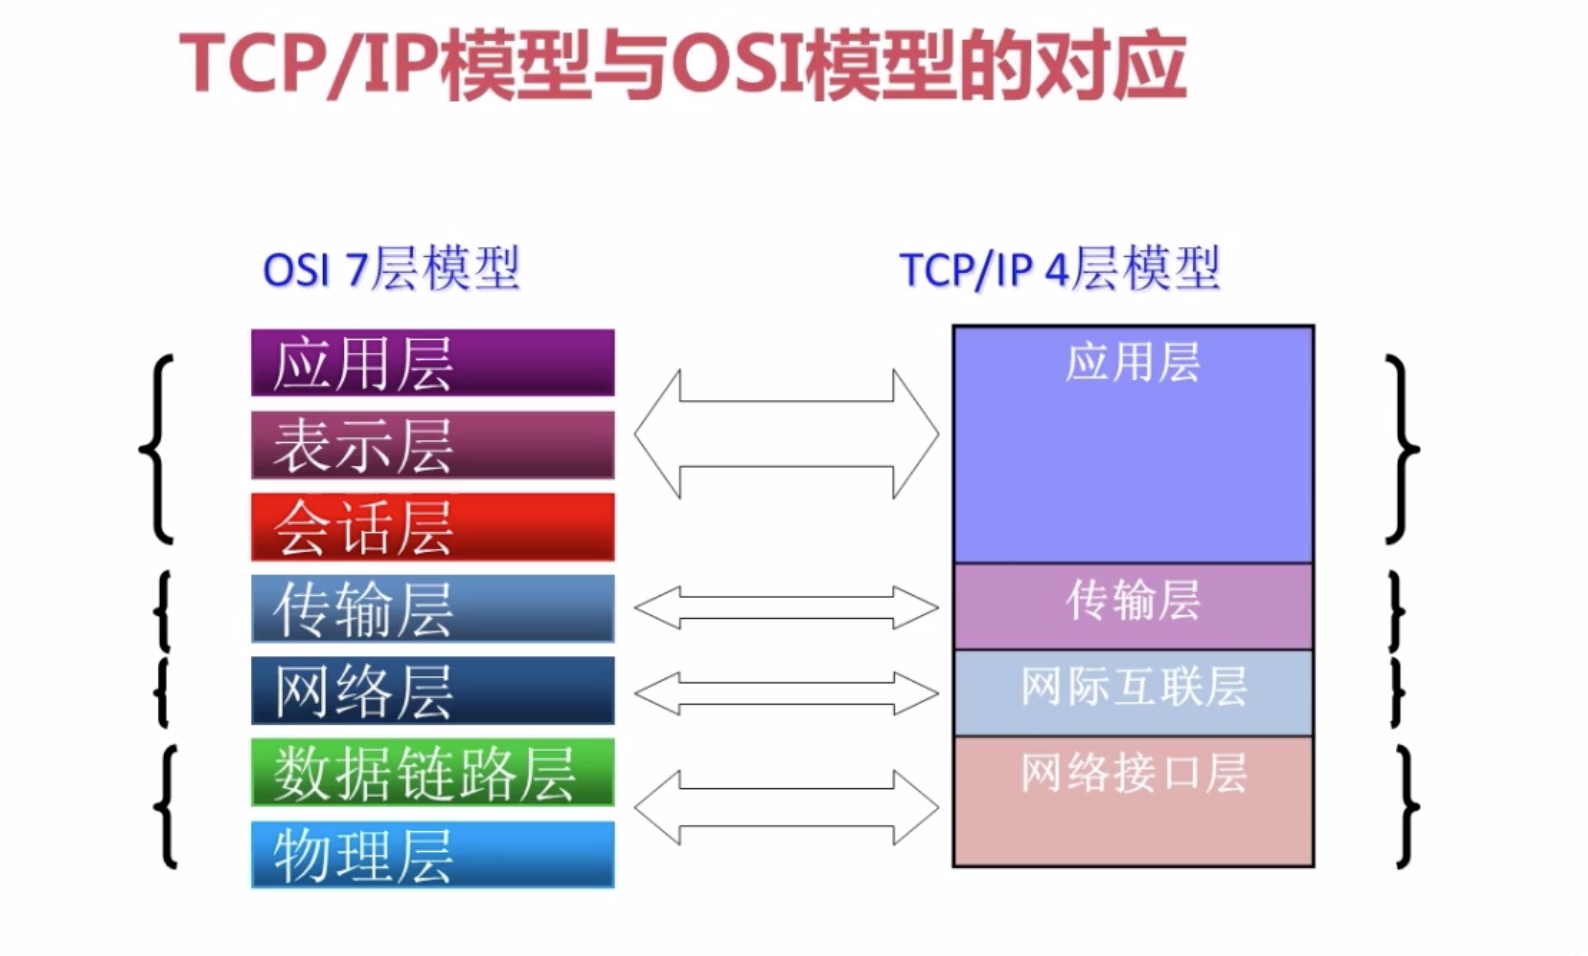 TCP/IP模型与OSI模型的对应
OSI 7层模型
应用层
表示层
会话层
传输层
网络层
数据链路层
物理层
TCP/IP 4层模型
应用层
传输层
网际互联层
网络接口层